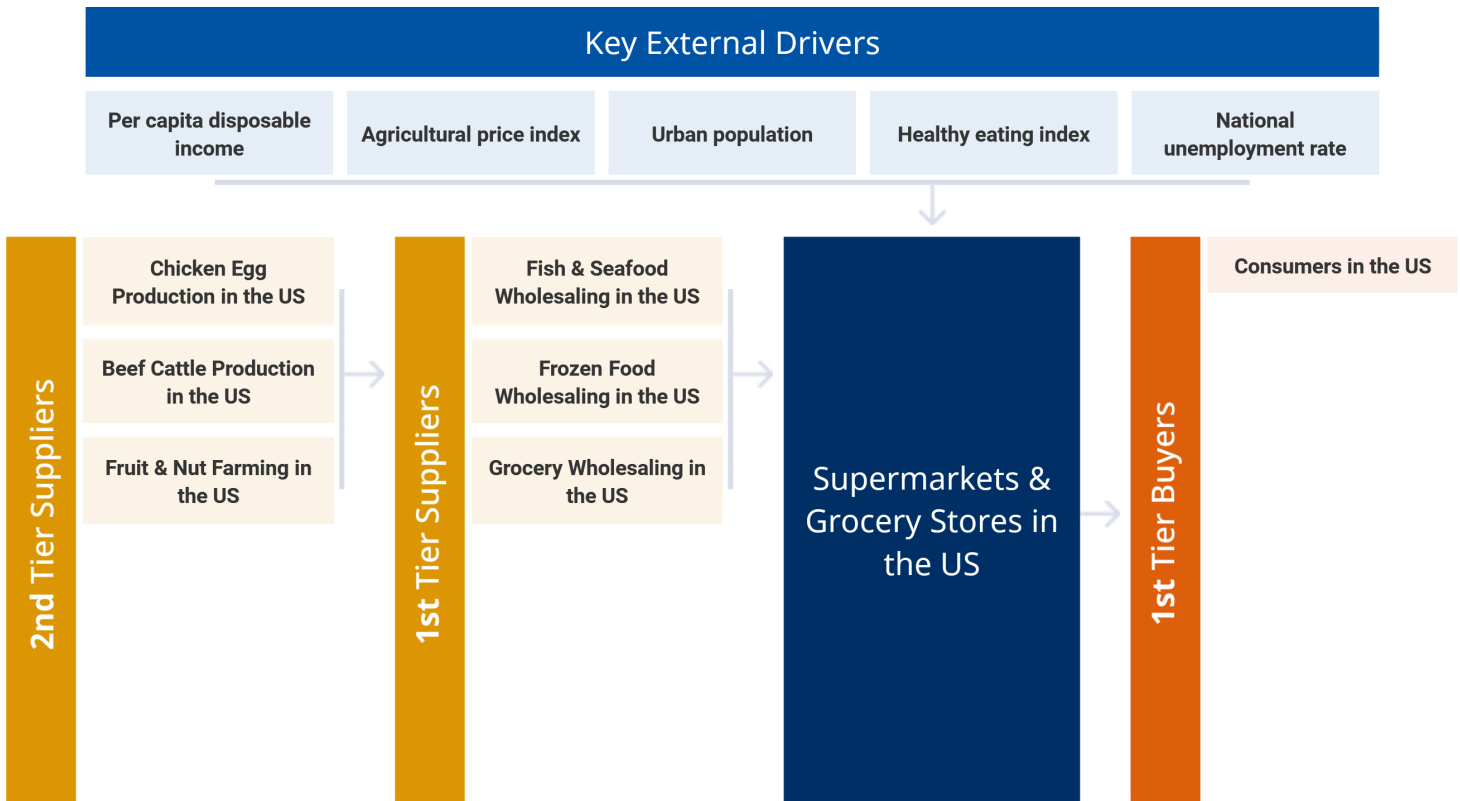 Key External Drivers
Per capita disposable
income
Agricultural price index
Urban population
Healthy eating index
National
unemployment rate
2nd Tier Suppliers
Chicken Egg
Production in the US
Beef Cattle Production
in the US
Fruit & Nut Farming in
the US
1st Tier Suppliers
Fish & Seafood
Wholesaling in the US
Frozen Food
Wholesaling in the US
Grocery Wholesaling in
the US
Supermarkets &
Grocery Stores in
the US
1st Tier Buyers
Consumers in the US